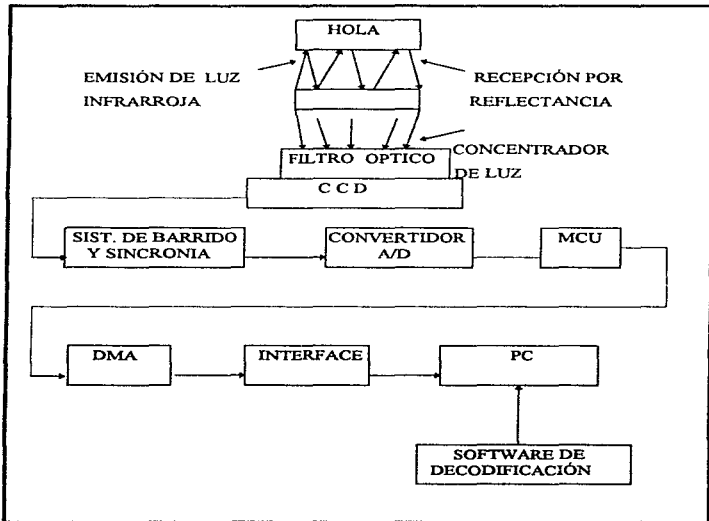 HOLA
EMISIÓN DE LUZ
INFRARROJA
RECEPCIÓN POR
REFLECTANCIA
CONCENTRADOR
DE LUZ
FILTRO OPTICO
C C D
SIST. DE BARRIDO
Y SINCRONIA
CONVERTIDOR
A/D
MCU
DMA
INTERFACE
PC
SOFTWARE DE
DECODIFICACIÓN